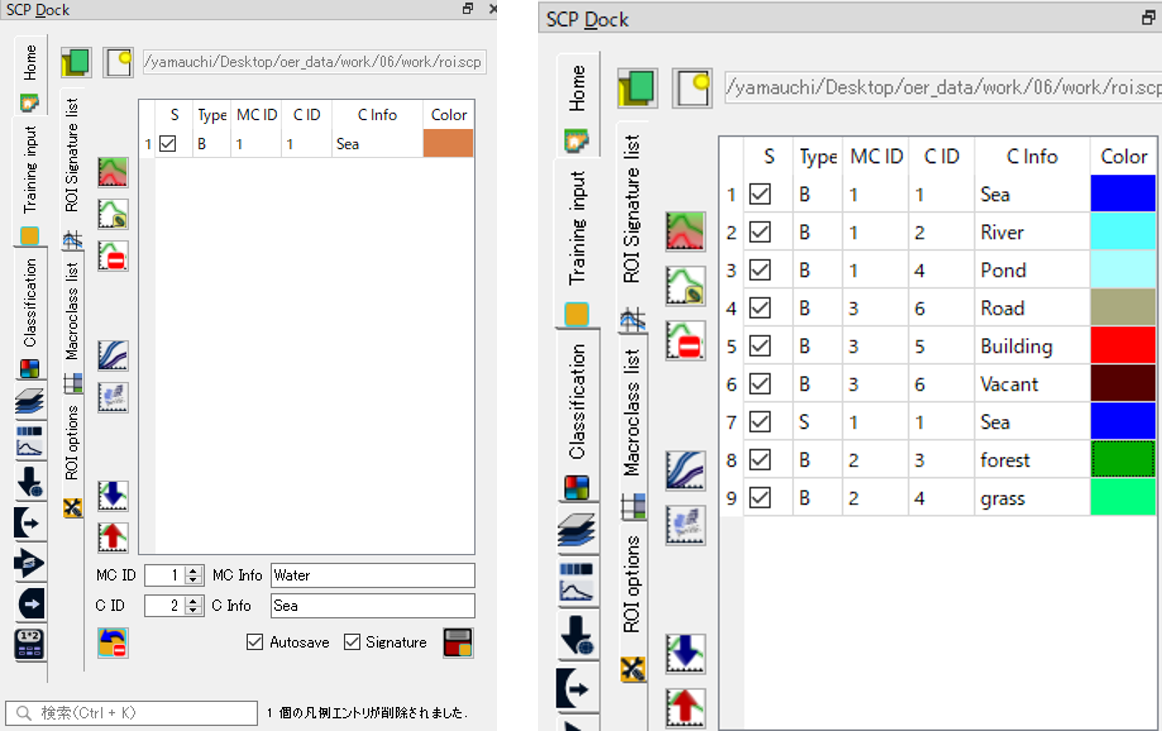 SCP Dock
Home
Training input
Classification
ROI Signature list
Macroclass list
ROI options
/yamauchi/Desktop/oer_data/work/06/work/roi.scp
S Type MC ID C ID C Info Color
1 B 1 1 Sea
MC ID 1 MC Info Water
C ID 2 C Info Sea
Autosave Signature
1*2
検索(Ctrl + K) 1 個の凡例エントリが削除されました.
SCP Dock
Home
Training input
Classification
ROI Signature list
Macroclass list
ROI options
/yamauchi/Desktop/oer_data/work/06/work/roi.scp
S Type MC ID C ID C Info Color
1 B 1 1 Sea
2 B 1 2 River
3 B 1 4 Pond
4 B 3 6 Road
5 B 3 5 Building
6 B 3 6 Vacant
7 S 1 1 Sea
8 B 2 3 forest
9 B 2 4 grass